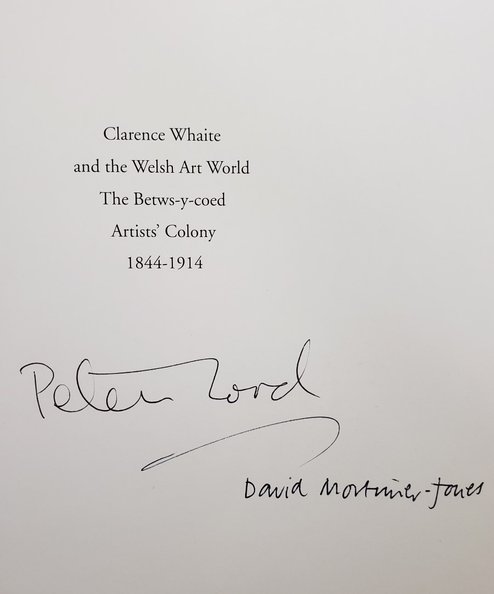 Clarence Whaite
and the Welsh Art World
The Betws-y-coed
Artists' Colony
1844-1914
Peter Lord
David Mortimer-Jones